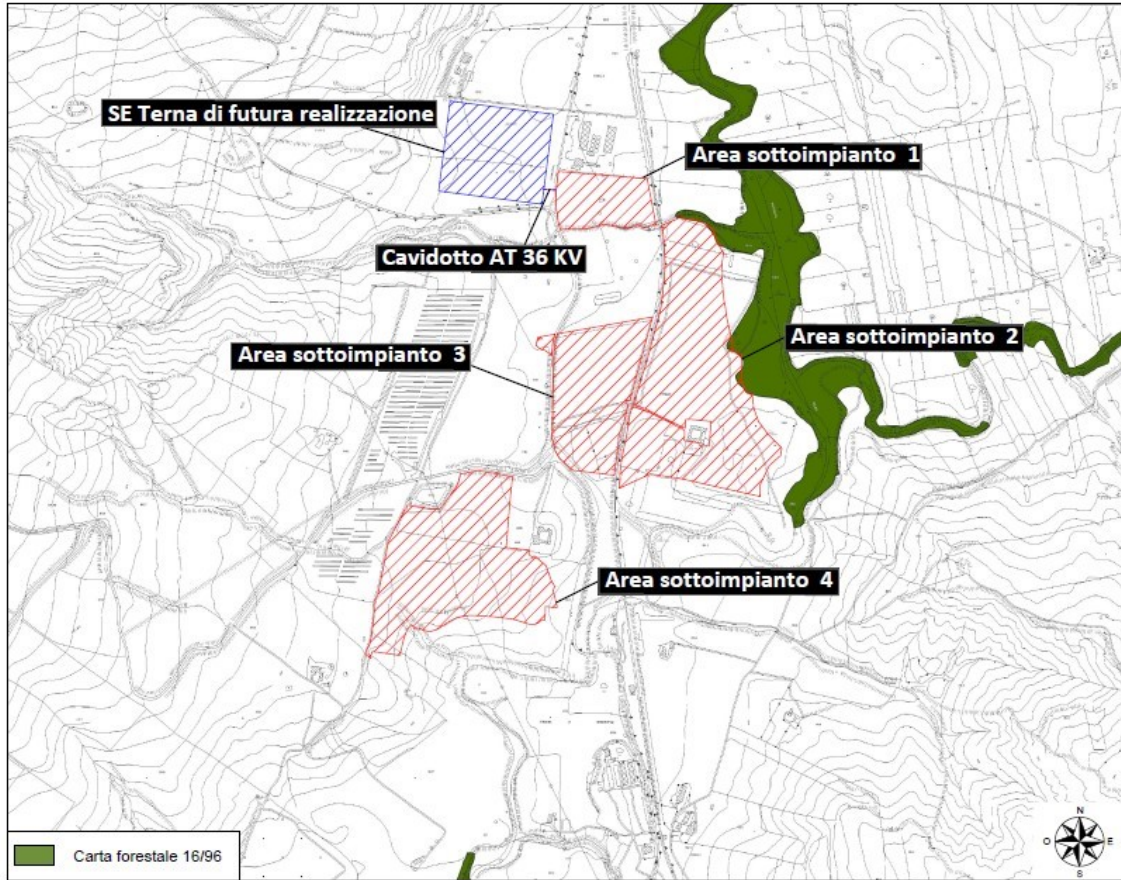 SE Terna di futura realizzazione
Area sottoimpianto 1
Cavidotto AT 36 KV
Area sottoimpianto 2
Area sottoimpianto 3
Area sottoimpianto 4
Carta forestale 16/96
N
O
E
S